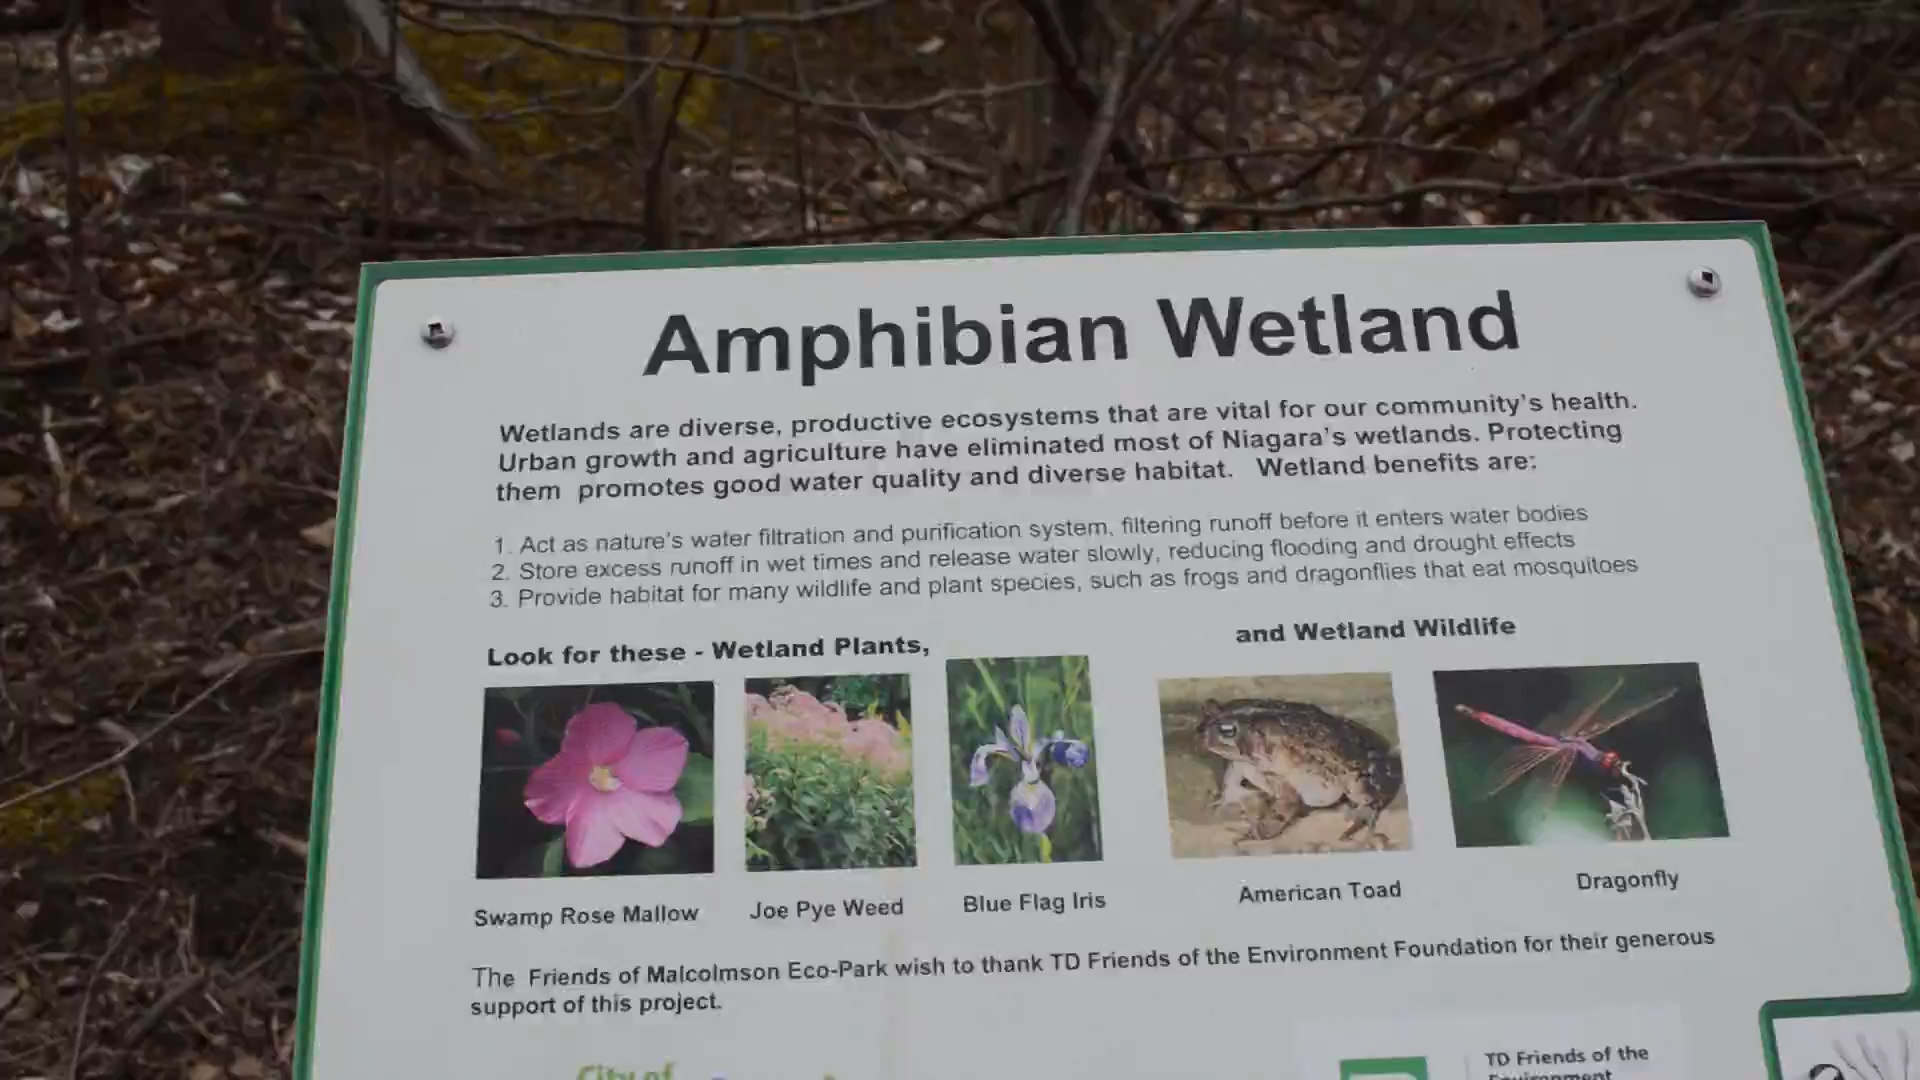 Amphibian Wetland
Wetlands are diverse, productive ecosystems that are vital for our community's health.
Urban growth and agriculture have eliminated most of Niagara's wetlands. Protecting
them promotes good water quality and diverse habitat. Wetland benefits are:
1. Act as nature's water filtration and purification system, filtering runoff before it enters water bodies
2. Store excess runoff in wet times and release water slowly, reducing flooding and drought effects
3. Provide habitat for many wildlife and plant species, such as frogs and dragonflies that eat mosquitoes
Look for these - Wetland Plants,
and Wetland Wildlife
Swamp Rose Mallow
Joe Pye Weed
Blue Flag Iris
American Toad
Dragonfly
The Friends of Malcolmson Eco-Park wish to thank TD Friends of the Environment Foundation for their generous
support of this project.
City of
TD Friends of the
Environment